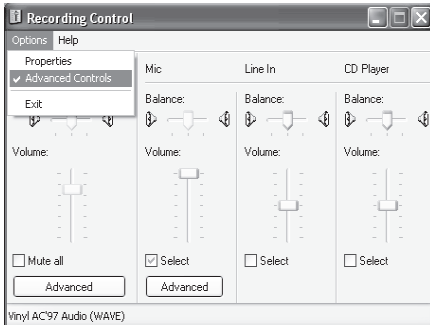 Recording Control
Options Help
Properties
✓ Advanced Controls
Exit
Mic Line In CD Player
Balance: Balance: Balance:
Volume: Volume: Volume: Volume:
Mute all Select Select Select
Advanced Advanced
Vinyl AC'97 Audio (WAVE)